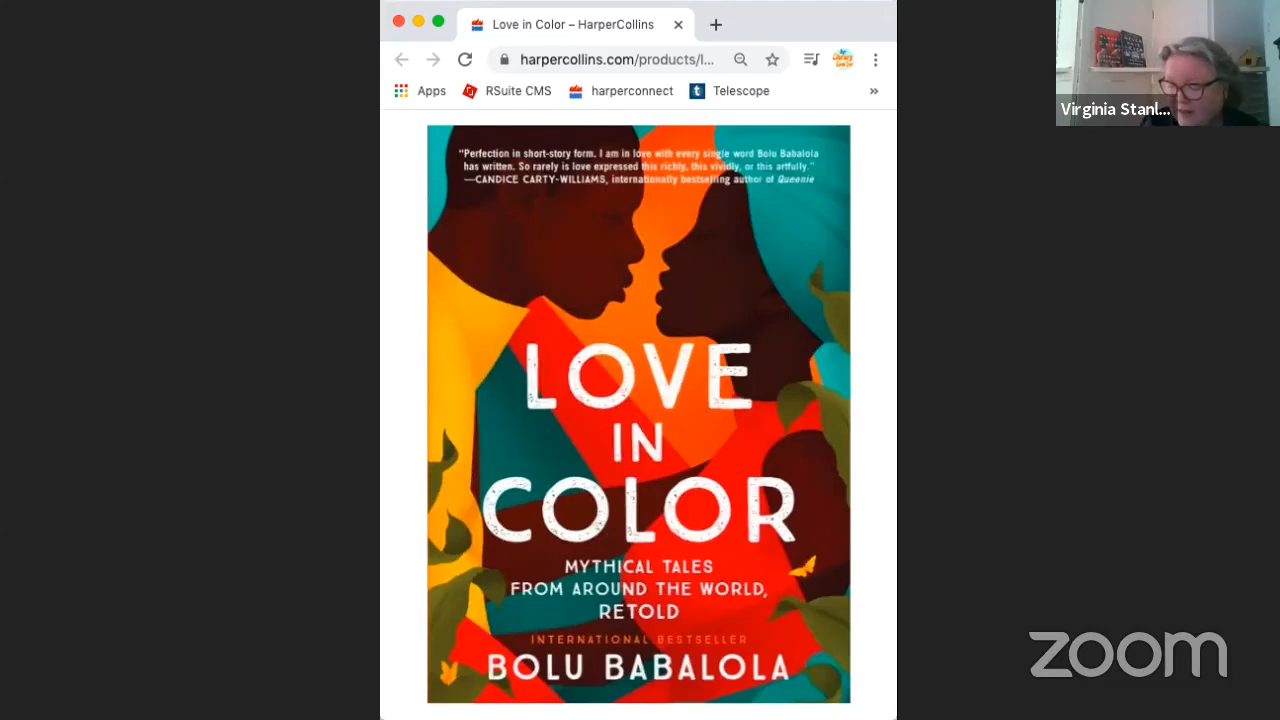 Love in Color – HarperCollins
harpercollins.com/products/l...
Apps
RSuite CMS
harperconnect
Telescope
»
Virginia Stanl...
"Perfection in short-story form. I am in love with every single word Bolu Babalola
has written. So rarely is love expressed this richly, this vividly, or this artfully."
—CANDICE CARTY-WILLIAMS, internationally bestselling author of Queenie
LOVE
IN
COLOR
MYTHICAL TALES
FROM AROUND THE WORLD,
RETOLD
INTERNATIONAL BESTSELLER
BOLU BABALOLA
zoom